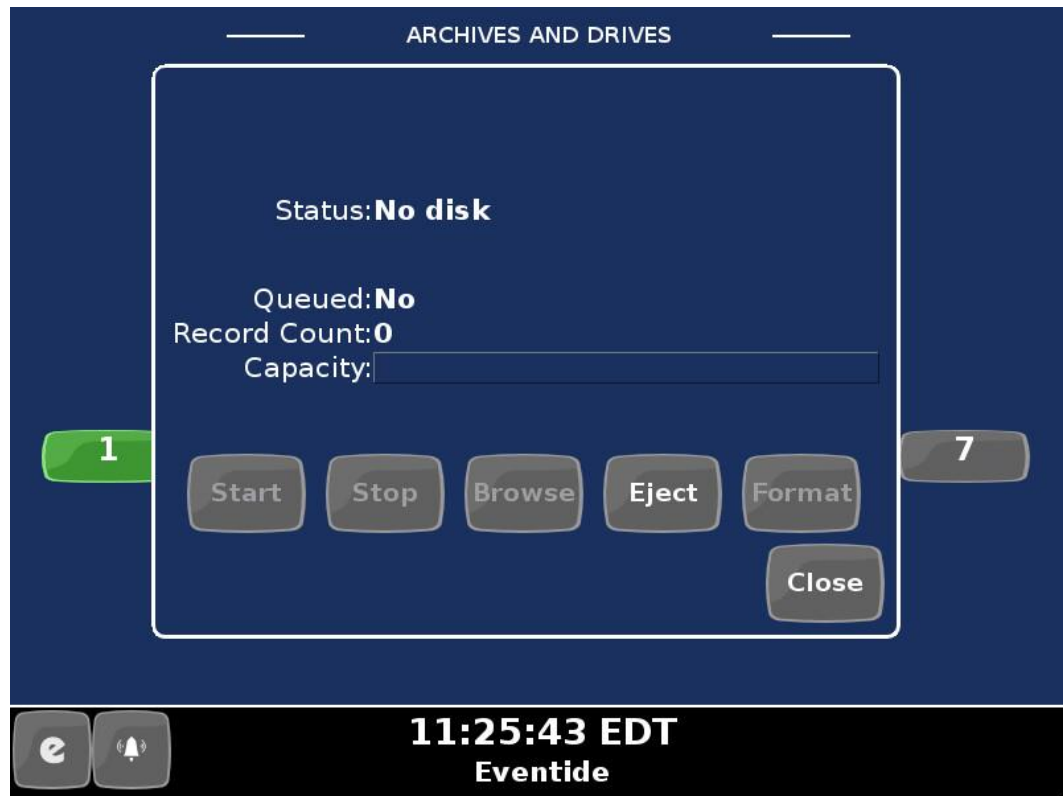 ARCHIVES AND DRIVES
Status:No disk
Queued:No
Record Count:0
Capacity:
1
7
Start Stop Browse Eject Format
Close
e
11:25:43 EDT
Eventide